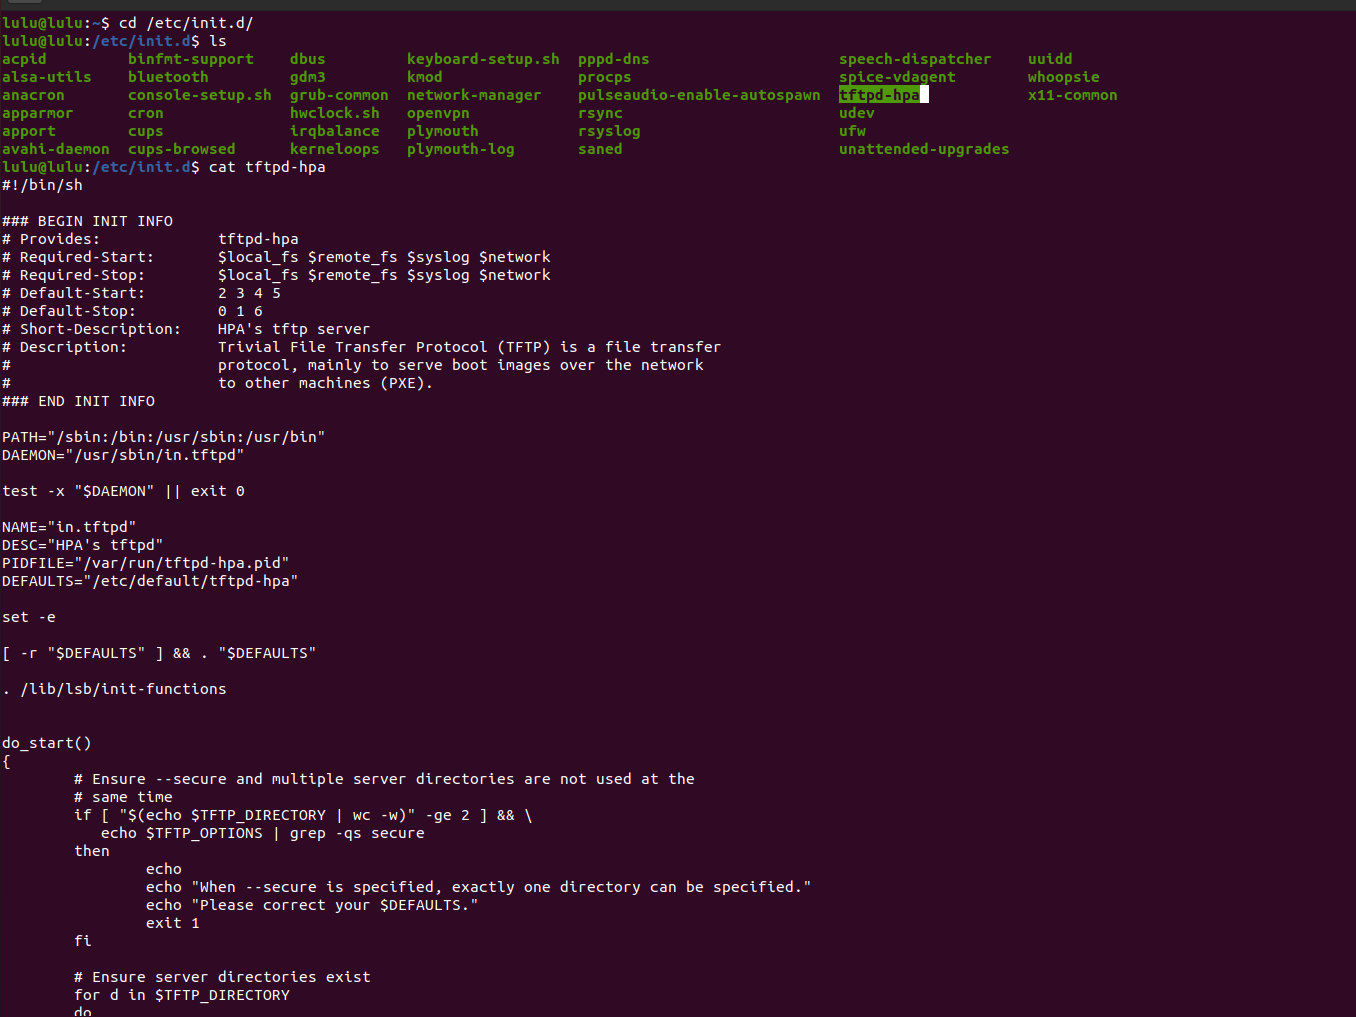 lulu@lulu:~$ cd /etc/init.d/
lulu@lulu:/etc/init.d$ ls
acpid         binfmt-support    dbus         keyboard-setup.sh  pppd-dns                     speech-dispatcher    uuidd
alsa-utils    bluetooth         gdm3         kmod               procps                       spice-vdagent        whoopsie
anacron       console-setup.sh  grub-common  network-manager    pulseaudio-enable-autospawn  tftpd-hpa            x11-common
apparmor      cron              hwclock.sh   openvpn            rsync                        udev
apport        cups              irqbalance   plymouth           rsyslog                      ufw
avahi-daemon  cups-browsed      kerneloops   plymouth-log       saned                        unattended-upgrades
lulu@lulu:/etc/init.d$ cat tftpd-hpa
#!/bin/sh

### BEGIN INIT INFO
# Provides:             tftpd-hpa
# Required-Start:       $local_fs $remote_fs $syslog $network
# Required-Stop:        $local_fs $remote_fs $syslog $network
# Default-Start:        2 3 4 5
# Default-Stop:         0 1 6
# Short-Description:    HPA's tftp server
# Description:          Trivial File Transfer Protocol (TFTP) is a file transfer
#                       protocol, mainly to serve boot images over the network
#                       to other machines (PXE).
### END INIT INFO

PATH="/sbin:/bin:/usr/sbin:/usr/bin"
DAEMON="/usr/sbin/in.tftpd"

test -x "$DAEMON" || exit 0

NAME="in.tftpd"
DESC="HPA's tftpd"
PIDFILE="/var/run/tftpd-hpa.pid"
DEFAULTS="/etc/default/tftpd-hpa"

set -e

[ -r "$DEFAULTS" ] && . "$DEFAULTS"

. /lib/lsb/init-functions


do_start()
{
        # Ensure --secure and multiple server directories are not used at the
        # same time
        if [ "$(echo $TFTP_DIRECTORY | wc -w)" -ge 2 ] && \
           echo $TFTP_OPTIONS | grep -qs secure
        then
                echo
                echo "When --secure is specified, exactly one directory can be specified."
                echo "Please correct your $DEFAULTS."
                exit 1
        fi

        # Ensure server directories exist
        for d in $TFTP_DIRECTORY
        do